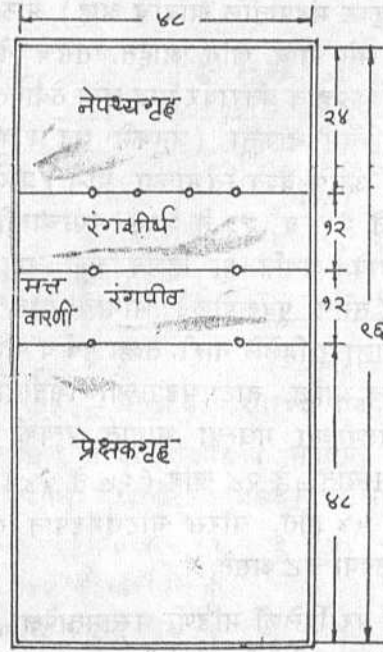 ४८
नेपथ्यगृह
२४
रंगशीर्ष
१२
मत्त
वारणी
रंगपीठ
१२
९६
प्रेक्षकगृह
४८